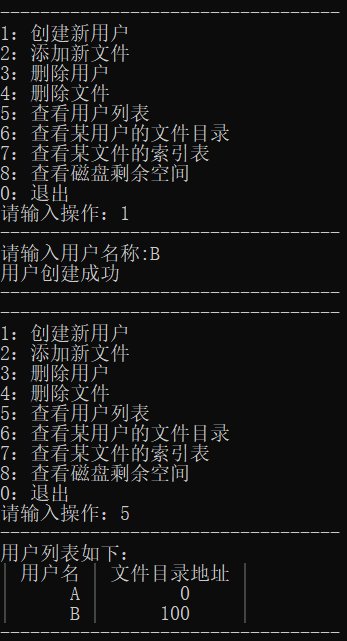 ----------------------------------
1: 创建新用户
2: 添加新文件
3: 删除用户
4: 删除文件
5: 查看用户列表
6: 查看某用户的文件目录
7: 查看某文件的索引表
8: 查看磁盘剩余空间
0: 退出
请输入操作: 1
----------------------------------
请输入用户名称:B
用户创建成功
----------------------------------
----------------------------------
1: 创建新用户
2: 添加新文件
3: 删除用户
4: 删除文件
5: 查看用户列表
6: 查看某用户的文件目录
7: 查看某文件的索引表
8: 查看磁盘剩余空间
0: 退出
请输入操作: 5
----------------------------------
用户列表如下:
| 用户名 | 文件目录地址 |
| A | 0 |
| B | 100 |
----------------------------------